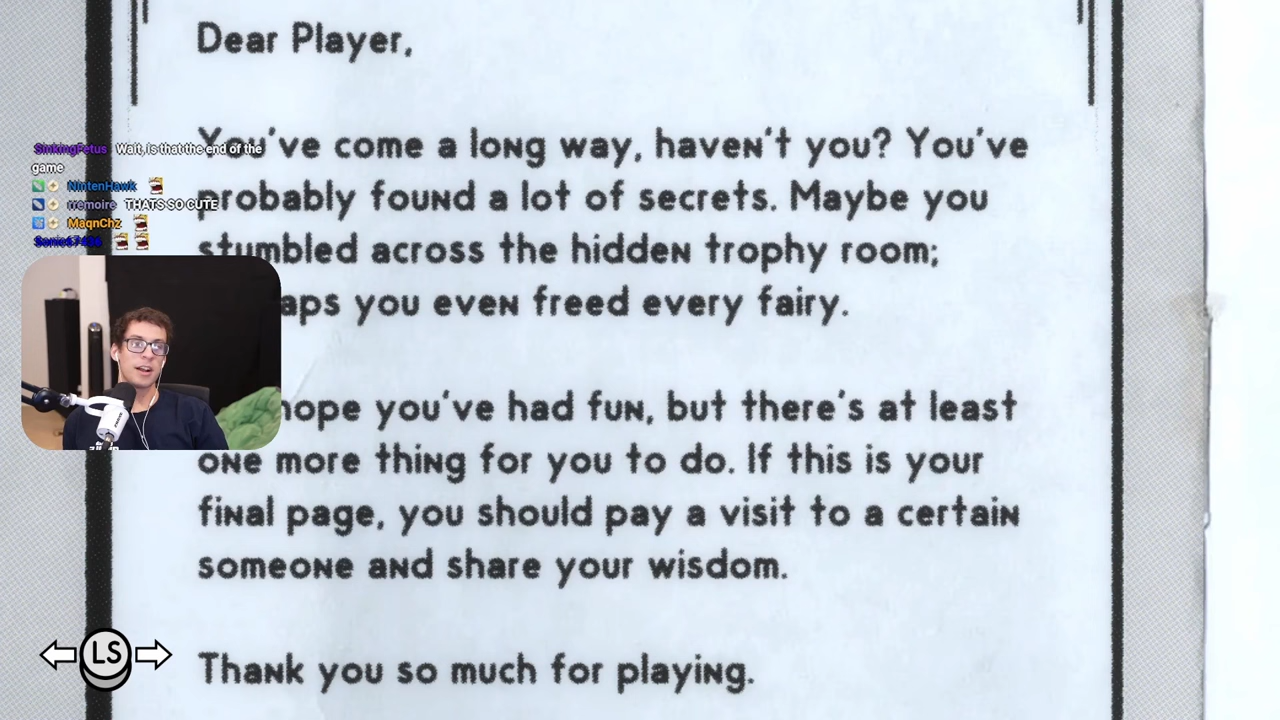 Dear Player,
You've come a long way, haven't you? You've
probably found a lot of secrets. Maybe you
stumbled across the hidden trophy room;
aps you even freed every fairy.
hope you've had fun, but there's at least
one more thing for you to do. If this is your
final page, you should pay a visit to a certain
someone and share your wisdom.
Thank you so much for playing.
SinkingFetus Wait, is that the end of the
game
NintenHawk
rremoire THATS SO CUTE
MaqnChz
LS